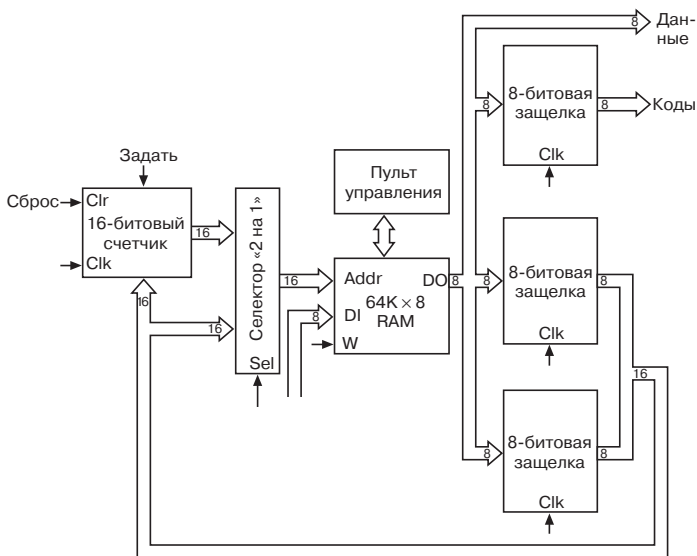 8
Дан-
ные
8-битовая
защелка
8
8
Коды
Clk
Задать
Сброс
Clr
16-битовый
счетчик
Clk
16
16
16
Селектор «2 на 1»
Sel
16
Пульт
управления
Addr
DO
8
DI
64K × 8
RAM
W
8
8-битовая
защелка
8
8
Clk
16
8-битовая
защелка
8
8
Clk